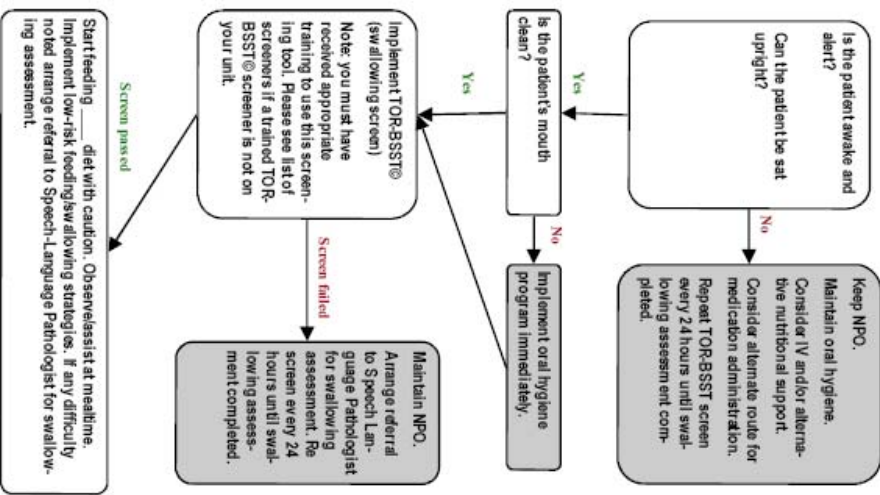 Is the patient awake and
alert?
Can the patient be sat
upright?
No
Keep NPO.
Maintain oral hygiene.
Consider IV and/or alterna-
tive nutritional support.
Consider alternate route for
medication administration.
Repeat TOR-BSST screen
every 24 hours until swal-
lowing assessment com-
pleted.
Yes
Is the patient's mouth
clean?
No
Implement oral hygiene
program immediately.
Yes
Implement TOR-BSST©
(swallowing screen)
Note: you must have
received appropriate
training to use this screen-
ing tool. Please see list of
screeners if a trained TOR-
BSST© screener is not on
your unit.
Screen failed
Maintain NPO.
Arrange referral
to Speech Lan-
guage Pathologist
for swallowing
assessment. Re
screen every 24
hours until swal-
lowing assess-
ment completed.
Screen passed
Start feeding ____ diet with caution. Observe/assist at mealtime.
Implement low-risk feeding/swallowing strategies. If any difficulty
noted arrange referral to Speech-Language Pathologist for swallow-
ing assessment.